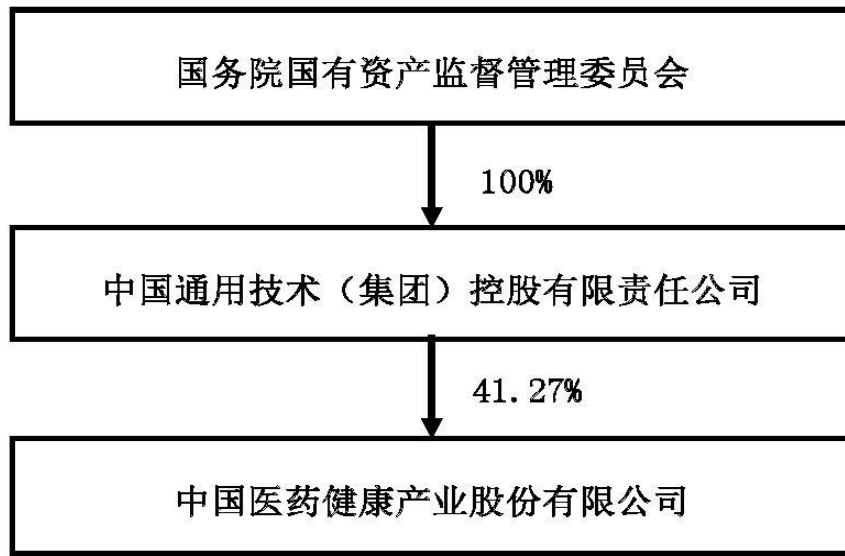 国务院国有资产监督管理委员会
100%
中国通用技术（集团）控股有限责任公司
41.27%
中国医药健康产业股份有限公司